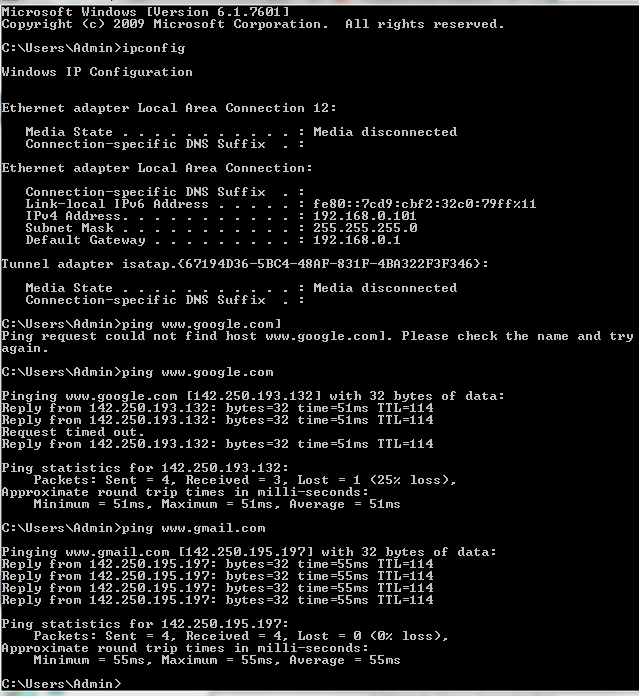 Microsoft Windows [Version 6.1.7601]
Copyright (c) 2009 Microsoft Corporation.  All rights reserved.
C:\Users\Admin>ipconfig
Windows IP Configuration
Ethernet adapter Local Area Connection 12:
   Media State . . . . . . . . . . . : Media disconnected
   Connection-specific DNS Suffix  . :
Ethernet adapter Local Area Connection:
   Connection-specific DNS Suffix  . :
   Link-local IPv6 Address . . . . . : fe80::7cd9:cbf2:32c0:79ff%11
   IPv4 Address. . . . . . . . . . . : 192.168.0.101
   Subnet Mask . . . . . . . . . . . : 255.255.255.0
   Default Gateway . . . . . . . . . : 192.168.0.1
Tunnel adapter isatap.{67194D36-5BC4-48AF-831F-4BA322F3F346}:
   Media State . . . . . . . . . . . : Media disconnected
   Connection-specific DNS Suffix  . :
C:\Users\Admin>ping www.google.com]
Ping request could not find host www.google.com]. Please check the name and try
again.
C:\Users\Admin>ping www.google.com
Pinging www.google.com [142.250.193.132] with 32 bytes of data:
Reply from 142.250.193.132: bytes=32 time=51ms TTL=114
Reply from 142.250.193.132: bytes=32 time=51ms TTL=114
Request timed out.
Reply from 142.250.193.132: bytes=32 time=51ms TTL=114
Ping statistics for 142.250.193.132:
    Packets: Sent = 4, Received = 3, Lost = 1 (25% loss),
Approximate round trip times in milli-seconds:
    Minimum = 51ms, Maximum = 51ms, Average = 51ms
C:\Users\Admin>ping www.gmail.com
Pinging www.gmail.com [142.250.195.197] with 32 bytes of data:
Reply from 142.250.195.197: bytes=32 time=55ms TTL=114
Reply from 142.250.195.197: bytes=32 time=55ms TTL=114
Reply from 142.250.195.197: bytes=32 time=55ms TTL=114
Reply from 142.250.195.197: bytes=32 time=55ms TTL=114
Ping statistics for 142.250.195.197:
    Packets: Sent = 4, Received = 4, Lost = 0 (0% loss),
Approximate round trip times in milli-seconds:
    Minimum = 55ms, Maximum = 55ms, Average = 55ms
C:\Users\Admin>